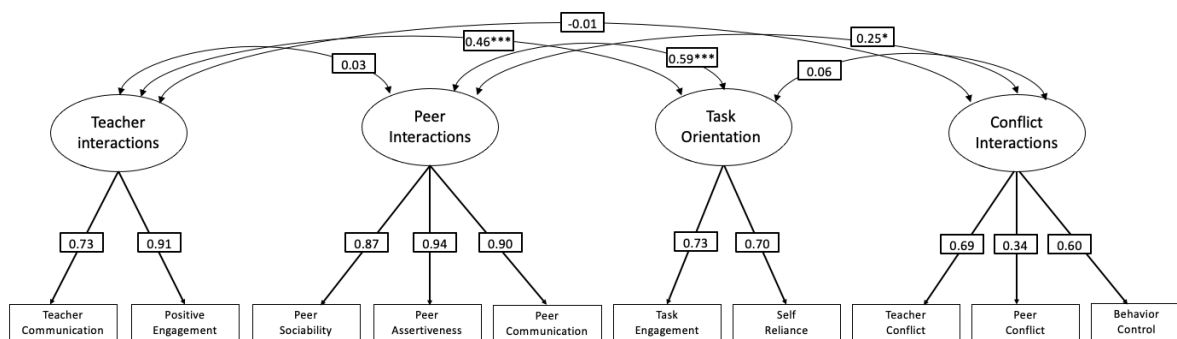 -0.01
0.46***
0.25*
0.03
0.59***
0.06
Teacher
interactions
Peer
Interactions
Task
Orientation
Conflict
Interactions
0.73
0.91
0.87
0.94
0.90
0.73
0.70
0.69
0.34
0.60
Teacher
Communication
Positive
Engagement
Peer
Sociability
Peer
Assertiveness
Peer
Communication
Task
Engagement
Self
Reliance
Teacher
Conflict
Peer
Conflict
Behavior
Control